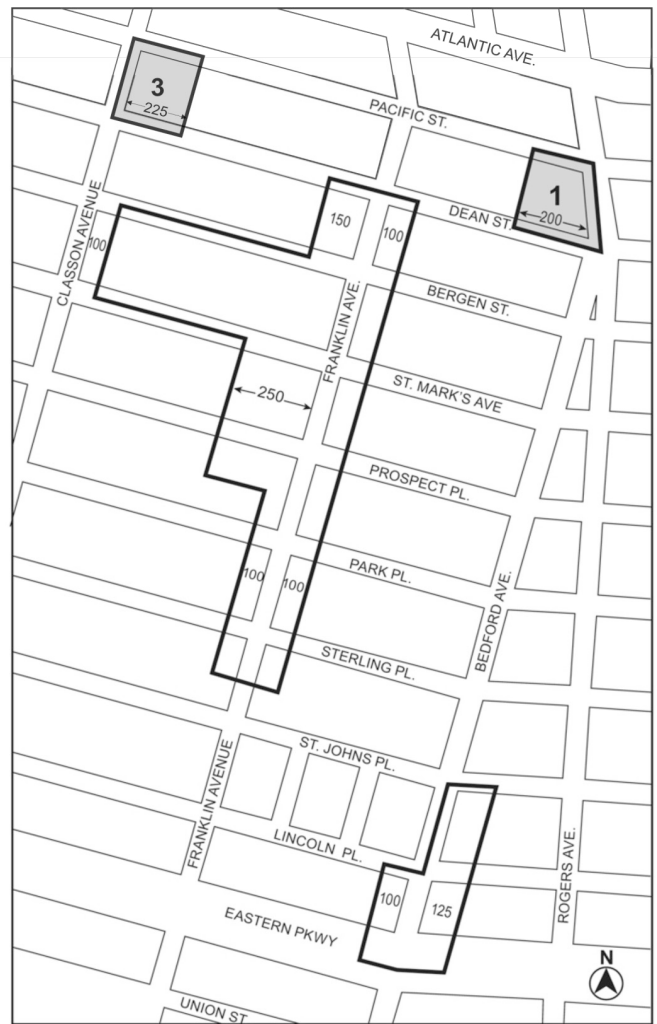 ATLANTIC AVE.
3
225
PACIFIC ST.
1
200
DEAN ST.
150
100
CLASSON AVENUE
100
BERGEN ST.
FRANKLIN AVE.
250
ST. MARK'S AVE
PROSPECT PL.
PARK PL.
100
100
BEDFORD AVE.
STERLING PL.
ST. JOHNS PL.
FRANKLIN AVENUE
LINCOLN PL.
ROGERS AVE.
100
125
EASTERN PKWY
N
UNION ST